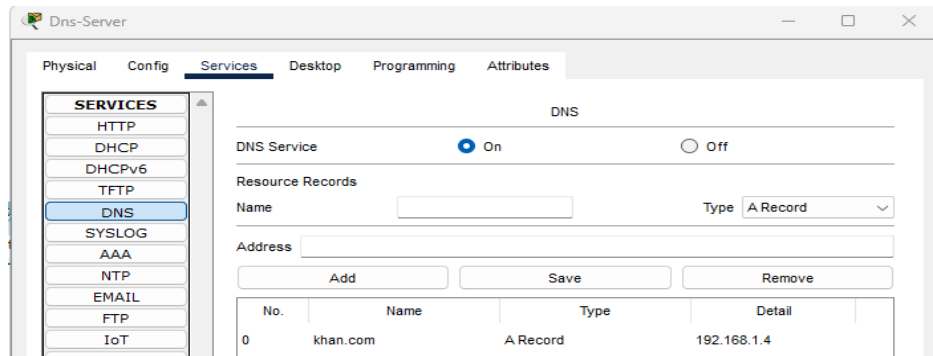 Dns-Server
Physical Config Services Desktop Programming Attributes
SERVICES
HTTP
DHCP
DHCPv6
TFTP
DNS
SYSLOG
AAA
NTP
EMAIL
FTP
IoT
DNS
DNS Service On Off
Resource Records
Name Type A Record
Address
Add Save Remove
No. Name Type Detail
0 khan.com A Record 192.168.1.4